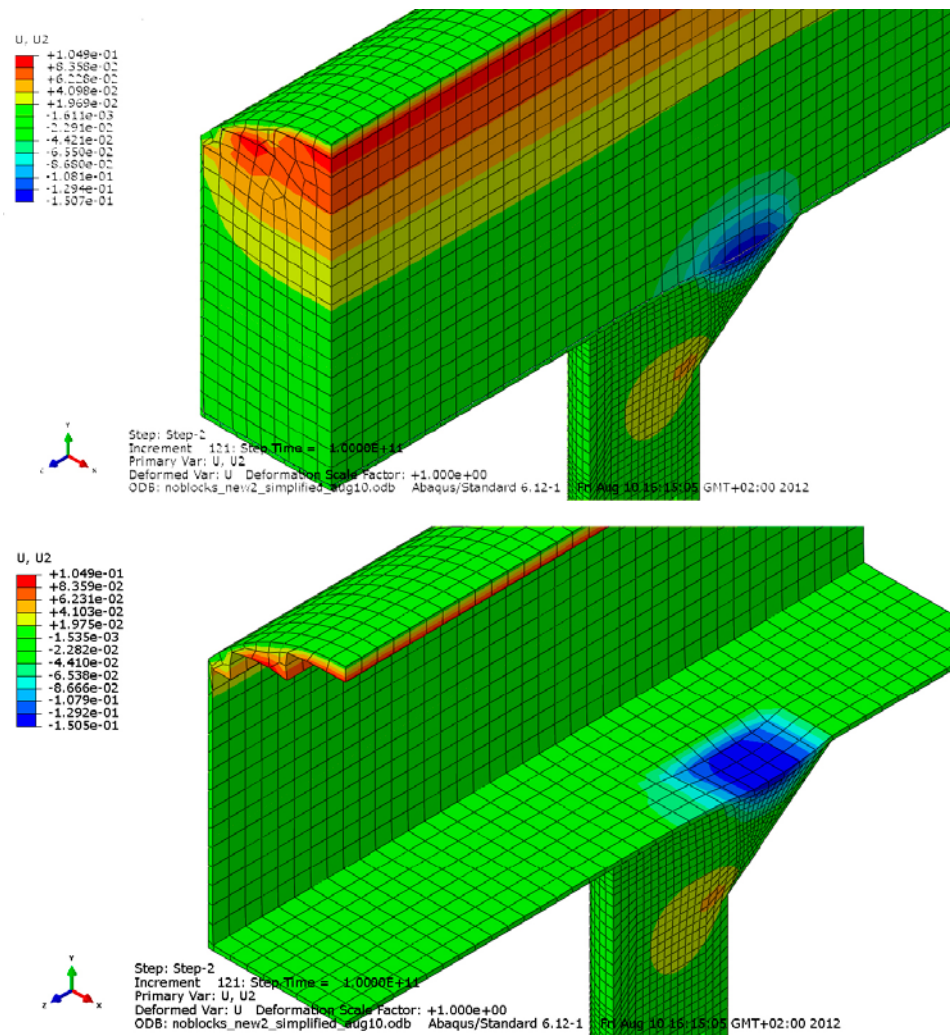 U, U2
+1.049e-01
+8.358e-02
+6.228e-02
+4.098e-02
+1.969e-02
-1.611e-03
-2.291e-02
-4.421e-02
-6.550e-02
-8.680e-02
-1.081e-01
-1.294e-01
-1.507e-01
Y
Z X
Step: Step-2
Increment 121: Step Time = 1.0000E+11
Primary Var: U, U2
Deformed Var: U Deformation Scale Factor: +1.000e+00
ODB: noblocks_new2_simplified_aug10.odb Abaqus/Standard 6.12-1 Fri Aug 10 16:15:05 GMT+02:00 2012
U, U2
+1.049e-01
+8.359e-02
+6.231e-02
+4.103e-02
+1.975e-02
-1.535e-03
-2.282e-02
-4.410e-02
-6.538e-02
-8.666e-02
-1.079e-01
-1.292e-01
-1.505e-01
Y
Z X
Step: Step-2
Increment 121: Step Time = 1.0000E+11
Primary Var: U, U2
Deformed Var: U Deformation Scale Factor: +1.000e+00
ODB: noblocks_new2_simplified_aug10.odb Abaqus/Standard 6.12-1 Fri Aug 10 16:15:05 GMT+02:00 2012